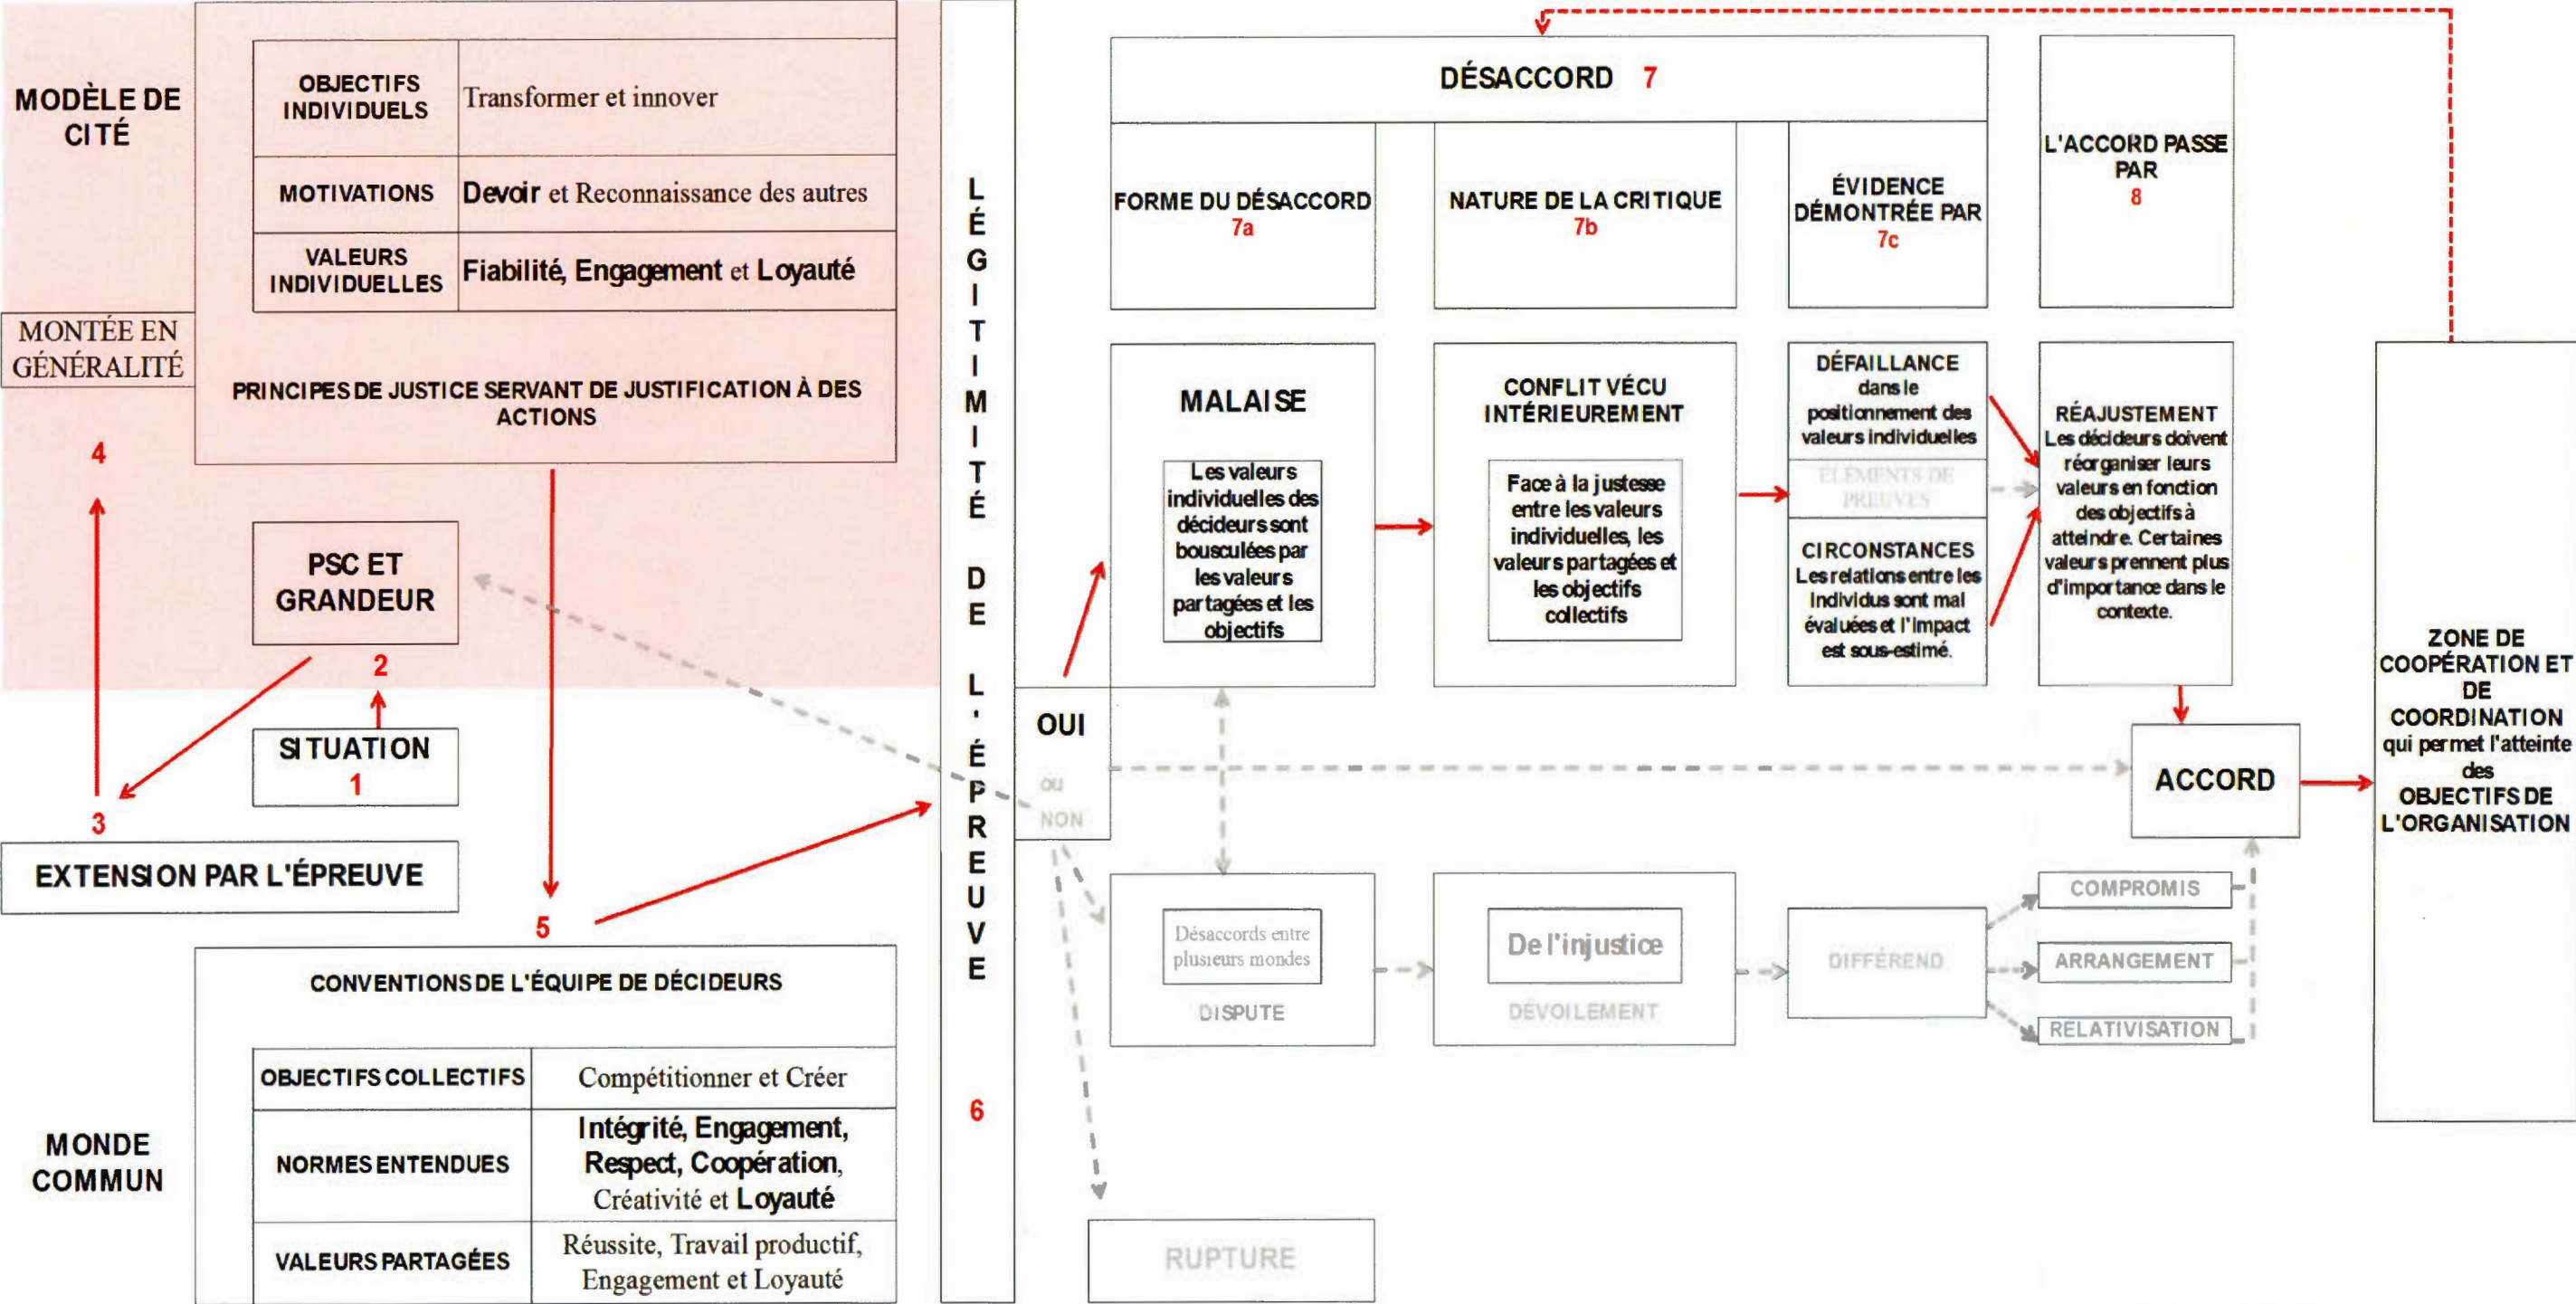 MODÈLE DE
CITÉ
OBJECTIFS
INDIVIDUELS
Transformer et innover
MOTIVATIONS
Devoir et Reconnaissance des autres
VALEURS
INDIVIDUELLES
Fiabilité, Engagement et Loyauté
MONTÉE EN
GÉNÉRALITÉ
PRINCIPES DE JUSTICE SERVANT DE JUSTIFICATION À DES
ACTIONS
4
PSC ET
GRANDEUR
2
SITUATION
1
3
EXTENSION PAR L'ÉPREUVE
5
CONVENTIONS DE L'ÉQUIPE DE DÉCIDEURS
MONDE
COMMUN
OBJECTIFS COLLECTIFS
Compétitionner et Créer
NORMES ENTENDUES
Intégrité, Engagement,
Respect, Coopération,
Créativité et Loyauté
VALEURS PARTAGÉES
Réussite, Travail productif,
Engagement et Loyauté
LÉGITIMITÉ DE L'ÉPREUVE
6
OUI
OU
NON
DÉSACCORD 7
FORME DU DÉSACCORD
7a
NATURE DE LA CRITIQUE
7b
ÉVIDENCE
DÉMONTRÉE PAR
7c
L'ACCORD PASSE
PAR
8
MALAISE
Les valeurs
individuelles des
décideurs sont
bousculées par
les valeurs
partagées et les
objectifs
CONFLIT VÉCU
INTÉRIEUREMENT
Face à la justesse
entre les valeurs
individuelles, les
valeurs partagées et
les objectifs
collectifs
DÉFAILLANCE
dans le
positionnement des
valeurs individuelles
ÉLÉMENTS DE
PREUVES
CIRCONSTANCES
Les relations entre les
Individus sont mal
évaluées et l'Impact
est sous-estimé.
RÉAJUSTEMENT
Les décideurs doivent
réorganiser leurs
valeurs en fonction
des objectifs à
atteindre. Certaines
valeurs prennent plus
d'importance dans le
contexte.
ACCORD
ZONE DE
COOPÉRATION ET
DE
COORDINATION
qui permet l'atteinte
des
OBJECTIFS DE
L'ORGANISATION
Désaccords entre
plusieurs mondes
DISPUTE
De l'injustice
DÉVOILEMENT
DIFFÉREND
COMPROMIS
ARRANGEMENT
RELATIVISATION
RUPTURE